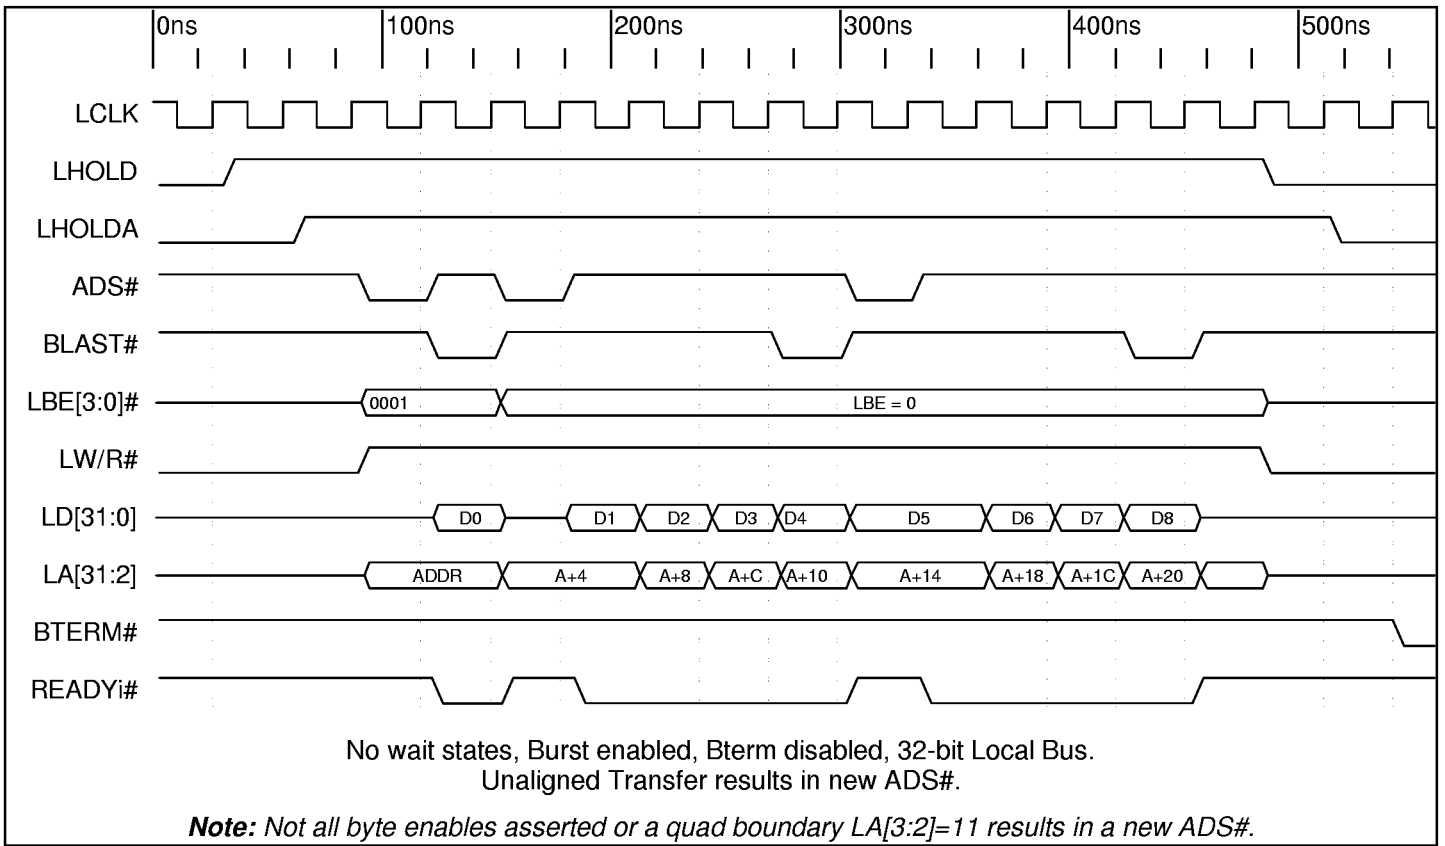 0ns 100ns 200ns 300ns 400ns 500ns
LCLK
LHOLD
LHOLDA
ADS#
BLAST#
LBE[3:0]# 0001 LBE = 0
LW/R#
LD[31:0] D0 D1 D2 D3 D4 D5 D6 D7 D8
LA[31:2] ADDR A+4 A+8 A+C A+10 A+14 A+18 A+1C A+20
BTERM#
READYi#
No wait states, Burst enabled, Bterm disabled, 32-bit Local Bus.
Unaligned Transfer results in new ADS#.
Note: Not all byte enables asserted or a quad boundary LA[3:2]=11 results in a new ADS#.